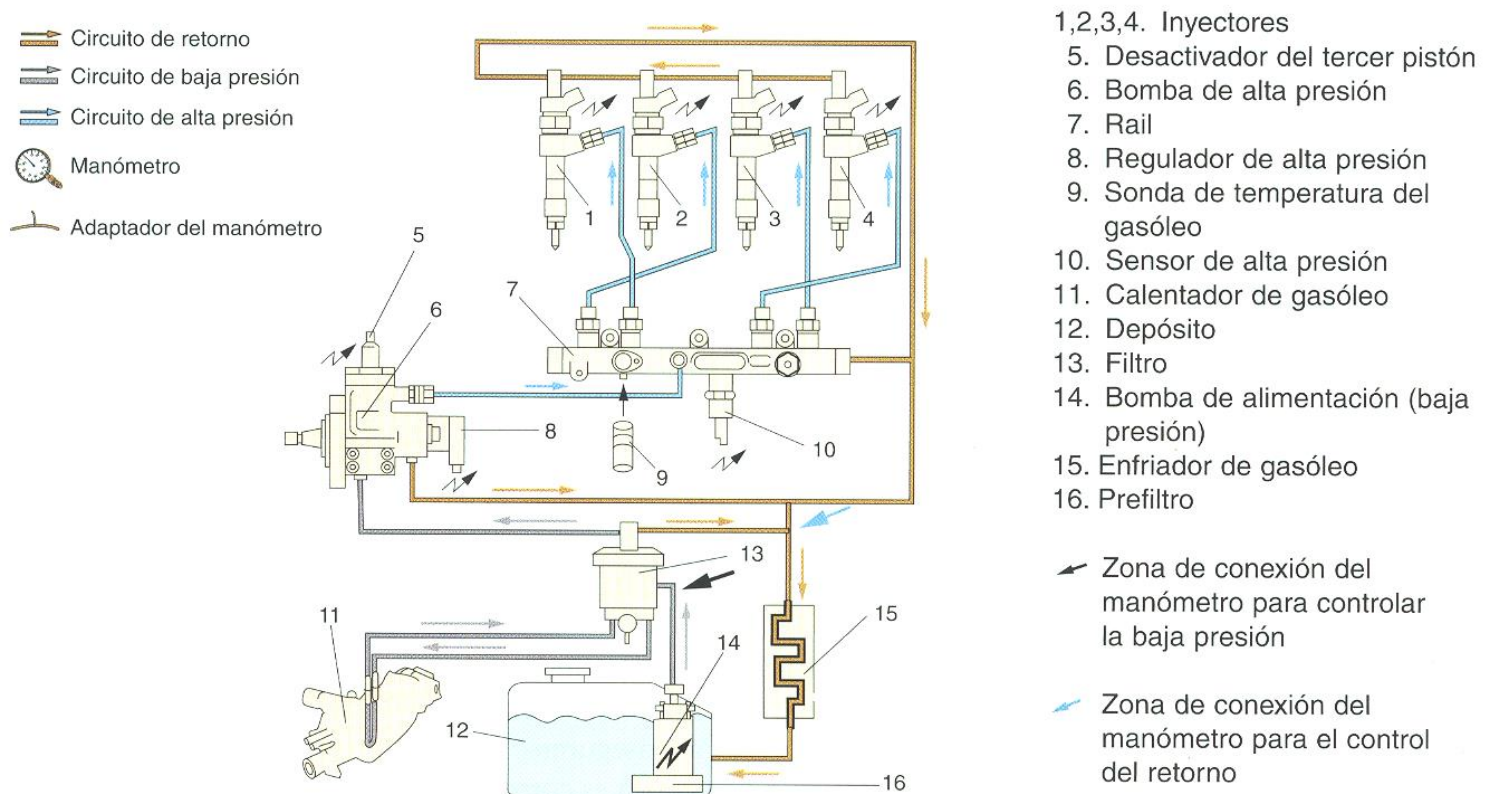 Circuito de retorno
Circuito de baja presión
Circuito de alta presión
Manómetro
Adaptador del manómetro
1
2
3
4
5
6
7
8
9
10
11
12
13
14
15
16
1,2,3,4. Inyectores
5. Desactivador del tercer pistón
6. Bomba de alta presión
7. Rail
8. Regulador de alta presión
9. Sonda de temperatura del
gasóleo
10. Sensor de alta presión
11. Calentador de gasóleo
12. Depósito
13. Filtro
14. Bomba de alimentación (baja
presión)
15. Enfriador de gasóleo
16. Prefiltro
Zona de conexión del
manómetro para controlar
la baja presión
Zona de conexión del
manómetro para el control
del retorno